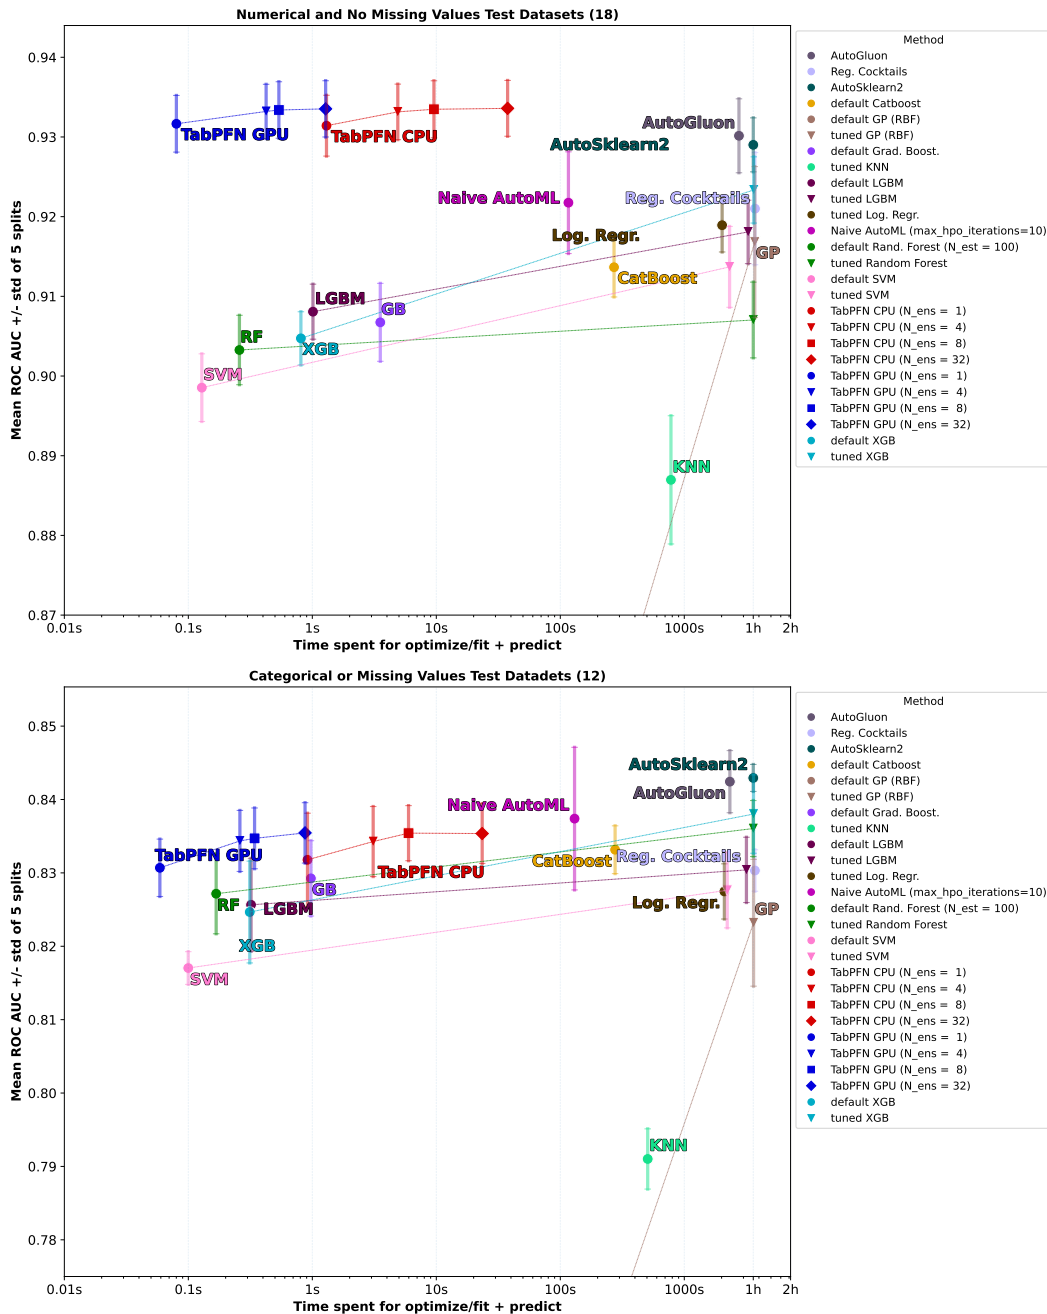 Numerical and No Missing Values Test Datasets (18)
0.94
0.93
0.92
0.91
0.90
0.89
0.88
0.87
Mean ROC AUC +/- std of 5 splits
TabPFN GPU
TabPFN CPU
AutoGluon
AutoSklearn2
Naive AutoML
Reg. Cocktails
Log. Regr.
GP
CatBoost
LGBM
GB
RF
XGB
SVM
KNN
0.01s
0.1s
1s
10s
100s
1000s
1h
2h
Time spent for optimize/fit + predict
Method
AutoGluon
Reg. Cocktails
AutoSklearn2
default Catboost
default GP (RBF)
tuned GP (RBF)
default Grad. Boost.
tuned KNN
default LGBM
tuned LGBM
tuned Log. Regr.
Naive AutoML (max_hpo_iterations=10)
default Rand. Forest (N_est = 100)
tuned Random Forest
default SVM
tuned SVM
TabPFN CPU (N_ens =  1)
TabPFN CPU (N_ens =  4)
TabPFN CPU (N_ens =  8)
TabPFN CPU (N_ens = 32)
TabPFN GPU (N_ens =  1)
TabPFN GPU (N_ens =  4)
TabPFN GPU (N_ens =  8)
TabPFN GPU (N_ens = 32)
default XGB
tuned XGB
Categorical or Missing Values Test Datadets (12)
0.85
0.84
0.83
0.82
0.81
0.80
0.79
0.78
Mean ROC AUC +/- std of 5 splits
AutoSklearn2
AutoGluon
Naive AutoML
TabPFN GPU
TabPFN CPU
CatBoost
Reg. Cocktails
GB
RF
LGBM
Log. Regr.
GP
XGB
SVM
KNN
0.01s
0.1s
1s
10s
100s
1000s
1h
2h
Time spent for optimize/fit + predict
Method
AutoGluon
Reg. Cocktails
AutoSklearn2
default Catboost
default GP (RBF)
tuned GP (RBF)
default Grad. Boost.
tuned KNN
default LGBM
tuned LGBM
tuned Log. Regr.
Naive AutoML (max_hpo_iterations=10)
default Rand. Forest (N_est = 100)
tuned Random Forest
default SVM
tuned SVM
TabPFN CPU (N_ens =  1)
TabPFN CPU (N_ens =  4)
TabPFN CPU (N_ens =  8)
TabPFN CPU (N_ens = 32)
TabPFN GPU (N_ens =  1)
TabPFN GPU (N_ens =  4)
TabPFN GPU (N_ens =  8)
TabPFN GPU (N_ens = 32)
default XGB
tuned XGB